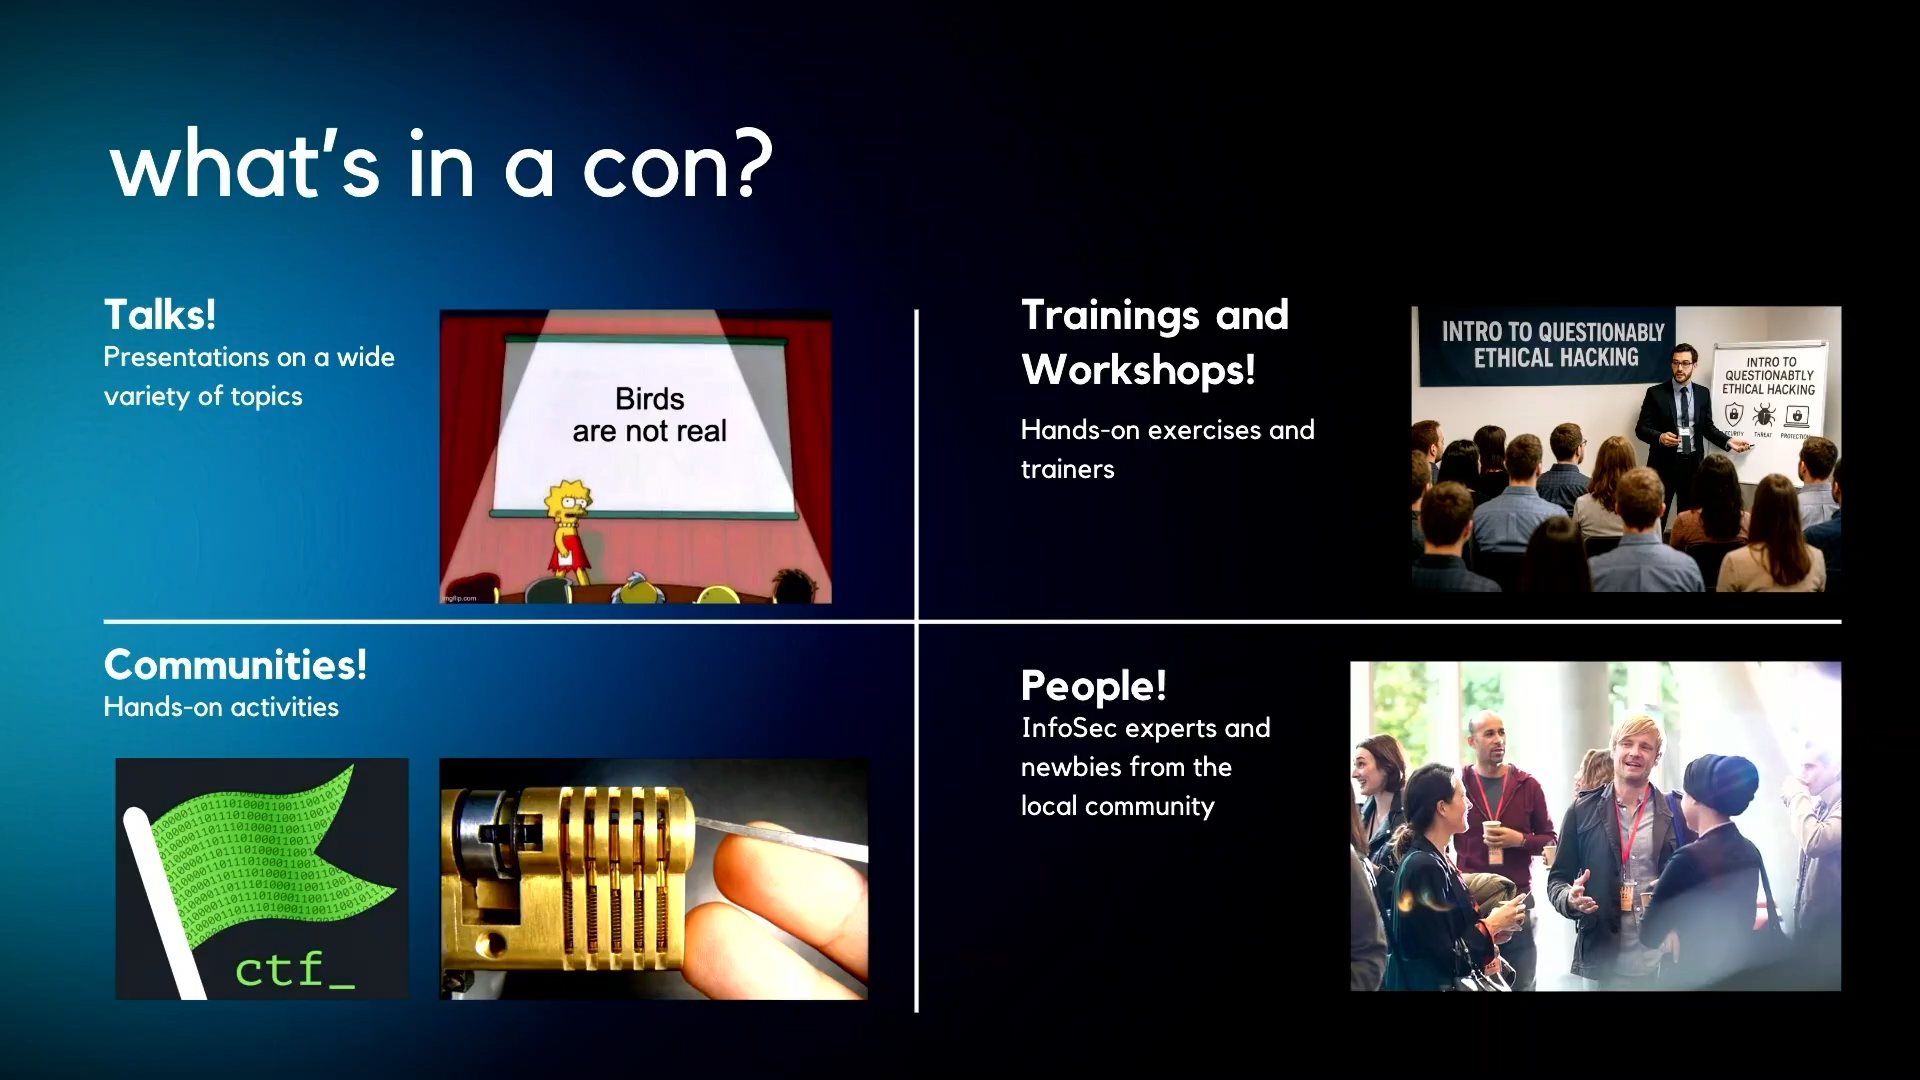 what's in a con?
Talks!
Presentations on a wide
variety of topics
Birds
are not real
imgflip.com
Trainings and
Workshops!
Hands-on exercises and
trainers
INTRO TO QUESTIONABLY
ETHICAL HACKING
INTRO TO
QUESTIONABTLY
ETHICAL HACKING
SECURITY THREAT PROTECTION
Communities!
Hands-on activities
ctf_
People!
InfoSec experts and
newbies from the
local community